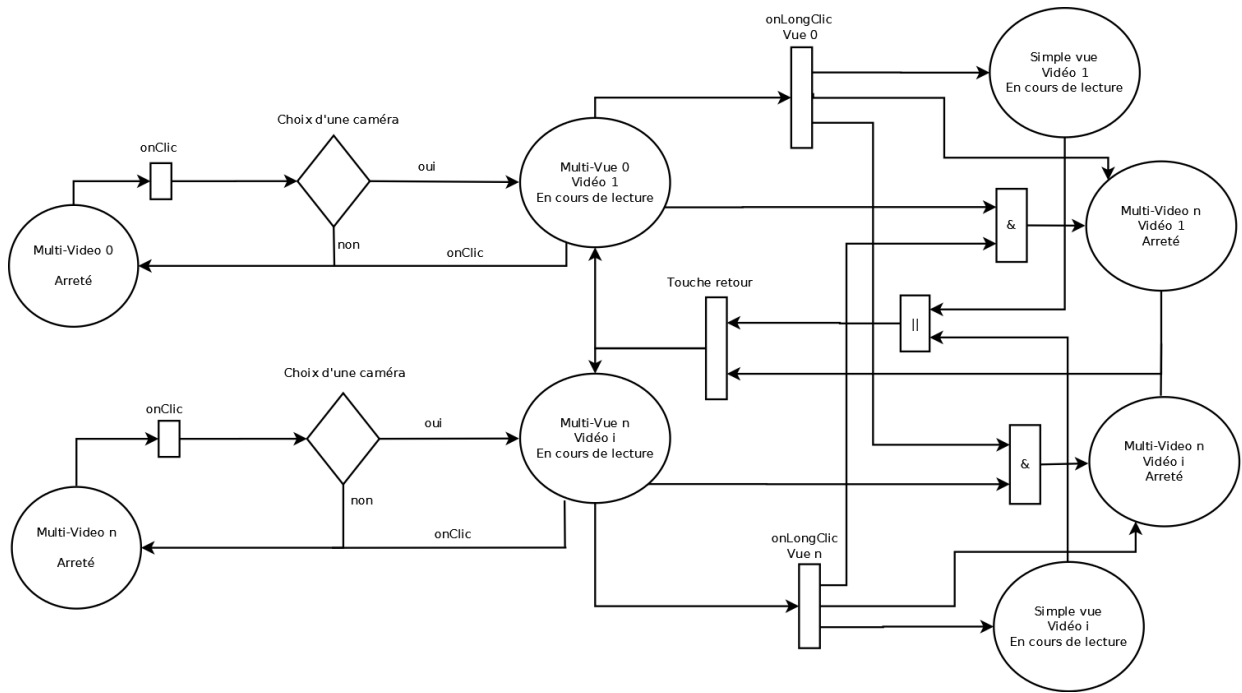 onLongClic
Vue 0
Simple vue
Vidéo 1
En cours de lecture
Choix d'une caméra
onClic
oui
Multi-Vue 0
Vidéo 1
En cours de lecture
Multi-Video n
Vidéo 1
Arreté
&
non
onClic
Multi-Video 0
Arreté
Touche retour
||
Choix d'une caméra
onClic
oui
Multi-Vue n
Vidéo i
En cours de lecture
Multi-Video n
Vidéo i
Arreté
&
non
onClic
Multi-Video n
Arreté
onLongClic
Vue n
Simple vue
Vidéo i
En cours de lecture